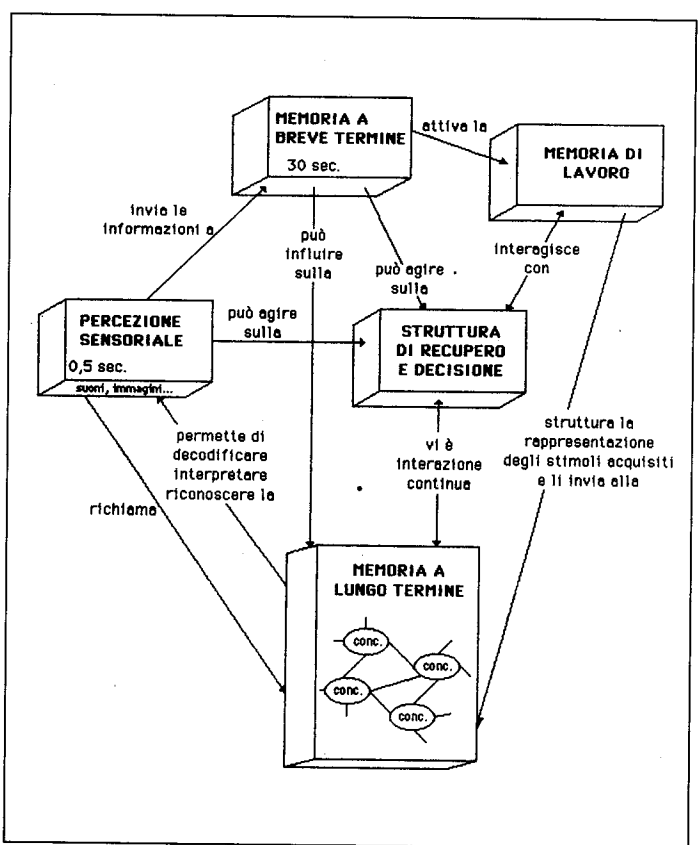 MEMORIA A
BREVE TERMINE
30 sec.
attiva la
MEMORIA DI
LAVORO
invia le
informazioni a
può
influire
sulla
può agire
sulla
interagisce
con
PERCEZIONE
SENSORIALE
0,5 sec.
suoni, immagini...
può agire
sulla
STRUTTURA
DI RECUPERO
E DECISIONE
permette di
decodificare
interpretare
riconoscere la
richiama
vi è
interazione
continua
struttura la
rappresentazione
degli stimoli acquisiti
e li invia alla
MEMORIA A
LUNGO TERMINE
conc.
conc.
conc.
conc.